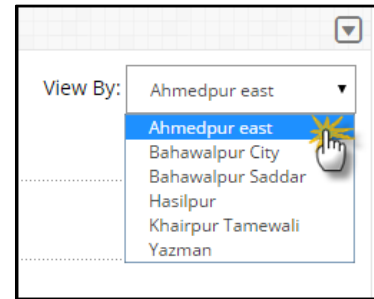 View By: Ahmedpur east
Ahmedpur east
Bahawalpur City
Bahawalpur Saddar
Hasilpur
Khairpur Tamewali
Yazman